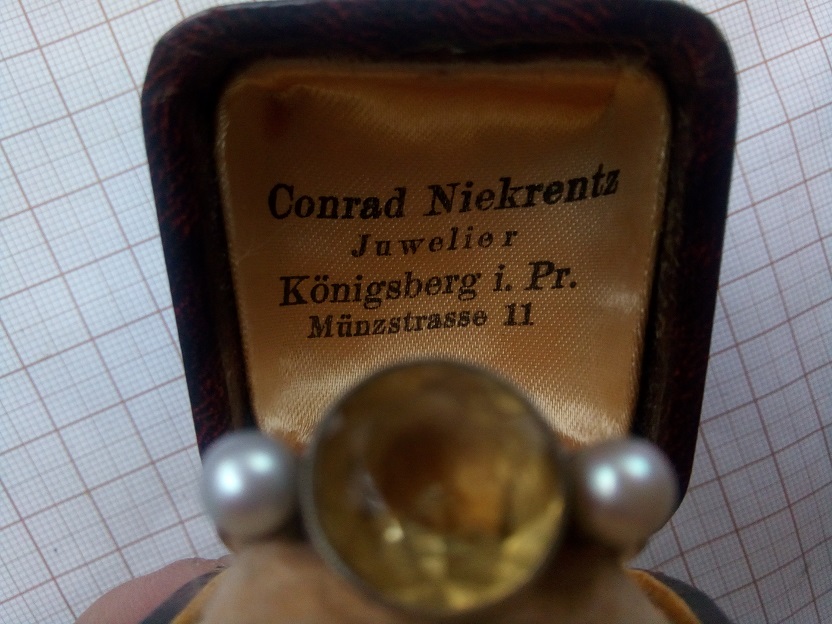 Conrad Niekrentz
Juwelier
Königsberg i. Pr.
Münzstrasse 11